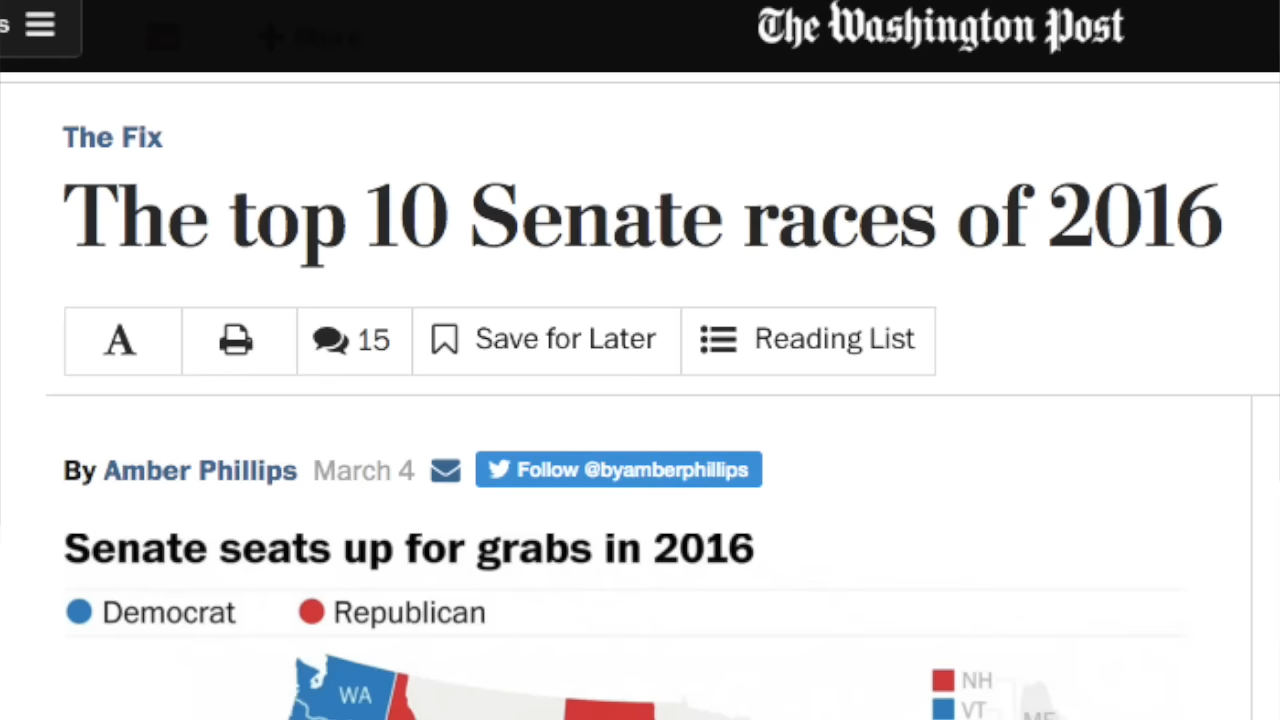 s
The Washington Post
The Fix
The top 10 Senate races of 2016
A
15
Save for Later
Reading List
By Amber Phillips March 4
Follow @byamberphillips
Senate seats up for grabs in 2016
Democrat
Republican
WA
NH
VT
ME